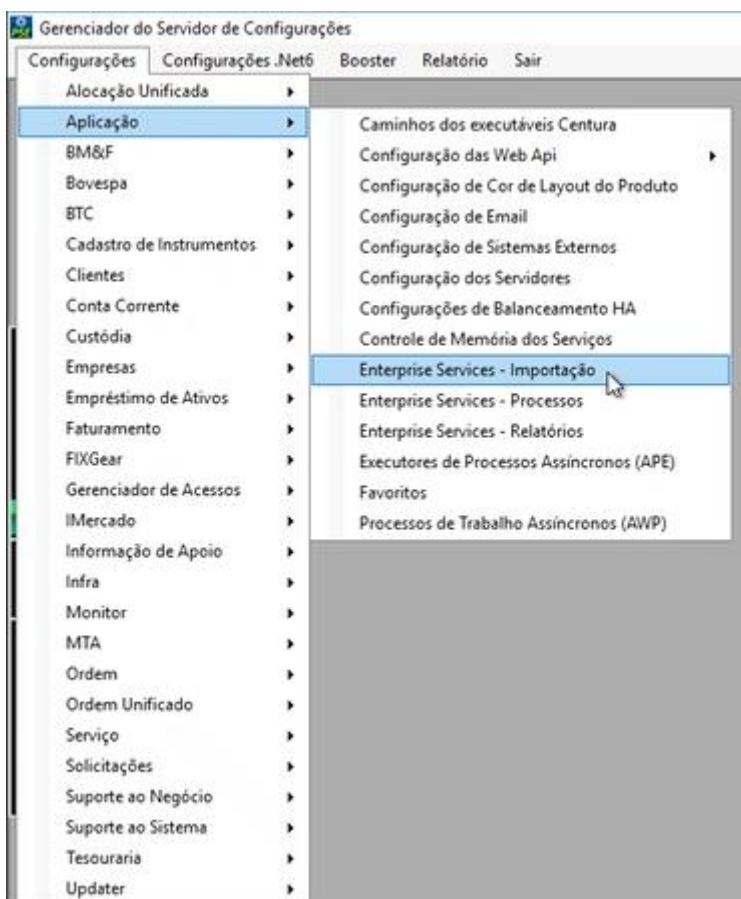 Gerenciador do Servidor de Configurações
Configurações Configurações .Net6 Booster Relatório Sair
Alocação Unificada
Aplicação
BM&F
Bovespa
BTC
Cadastro de Instrumentos
Clientes
Conta Corrente
Custódia
Empresas
Empréstimo de Ativos
Faturamento
FIXGear
Gerenciador de Acessos
IMercado
Informação de Apoio
Infra
Monitor
MTA
Ordem
Ordem Unificado
Serviço
Solicitações
Suporte ao Negócio
Suporte ao Sistema
Tesouraria
Updater
Caminhos dos executáveis Centura
Configuração das Web Api
Configuração de Cor de Layout do Produto
Configuração de Email
Configuração de Sistemas Externos
Configuração dos Servidores
Configurações de Balanceamento HA
Controle de Memória dos Serviços
Enterprise Services - Importação
Enterprise Services - Processos
Enterprise Services - Relatórios
Executores de Processos Assíncronos (APE)
Favoritos
Processos de Trabalho Assíncronos (AWP)